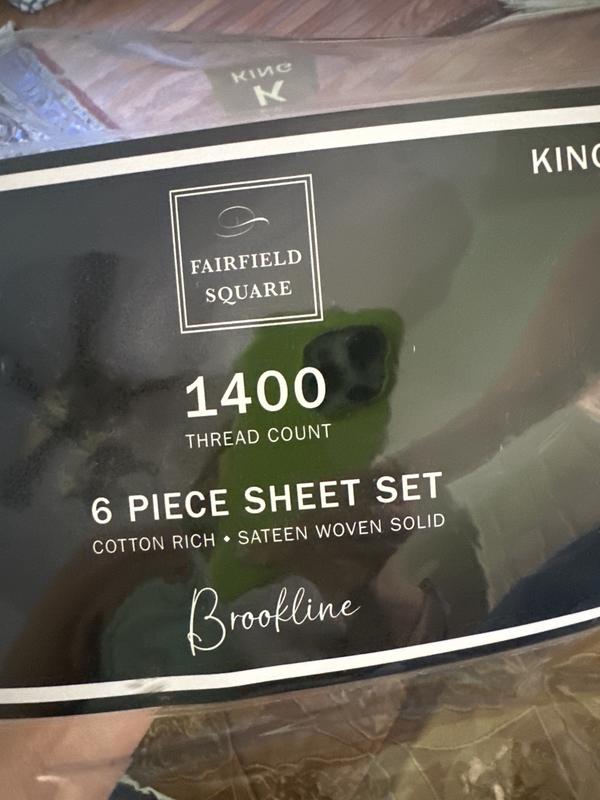 KING
K
KING
FAIRFIELD
SQUARE
1400
THREAD COUNT
6 PIECE SHEET SET
COTTON RICH • SATEEN WOVEN SOLID
Brookline